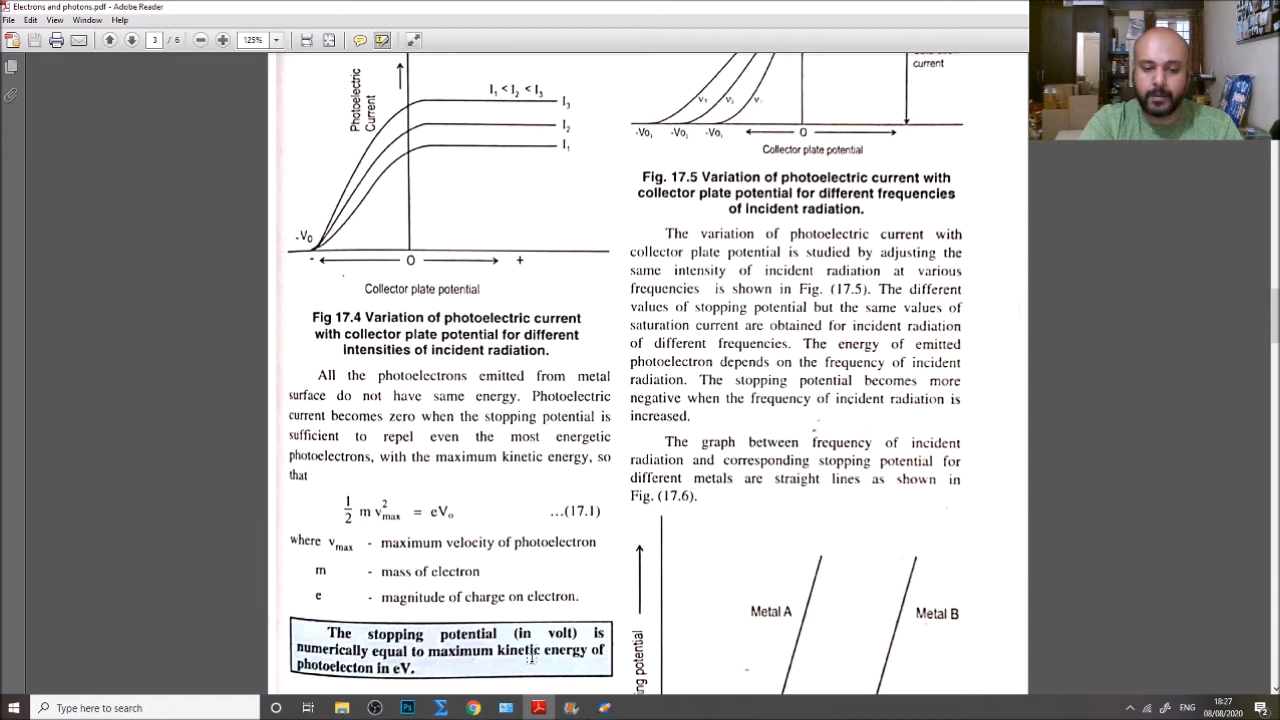 Electrons and photons.pdf - Adobe Reader
File Edit View Window Help
3 / 6 125%
Photoelectric
Current
I₁ < I₂ < I₃
I₃
I₂
I₁
-V₀
- O +
Collector plate potential
Fig 17.4 Variation of photoelectric current
with collector plate potential for different
intensities of incident radiation.
All the photoelectrons emitted from metal
surface do not have same energy. Photoelectric
current becomes zero when the stopping potential is
sufficient to repel even the most energetic
photoelectrons, with the maximum kinetic energy, so
that
1/2 m v²max = eV₀ ...(17.1)
where vmax - maximum velocity of photoelectron
m - mass of electron
e - magnitude of charge on electron.
The stopping potential (in volt) is
numerically equal to maximum kinetic energy of
photoelecton in eV.
current
-Vo₃ -Vo₂ -Vo₁ O
Collector plate potential
Fig. 17.5 Variation of photoelectric current with
collector plate potential for different frequencies
of incident radiation.
The variation of photoelectric current with
collector plate potential is studied by adjusting the
same intensity of incident radiation at various
frequencies is shown in Fig. (17.5). The different
values of stopping potential but the same values of
saturation current are obtained for incident radiation
of different frequencies. The energy of emitted
photoelectron depends on the frequency of incident
radiation. The stopping potential becomes more
negative when the frequency of incident radiation is
increased.
The graph between frequency of incident
radiation and corresponding stopping potential for
different metals are straight lines as shown in
Fig. (17.6).
Metal A
Metal B
ng potential
Type here to search
18:27
08/08/2020